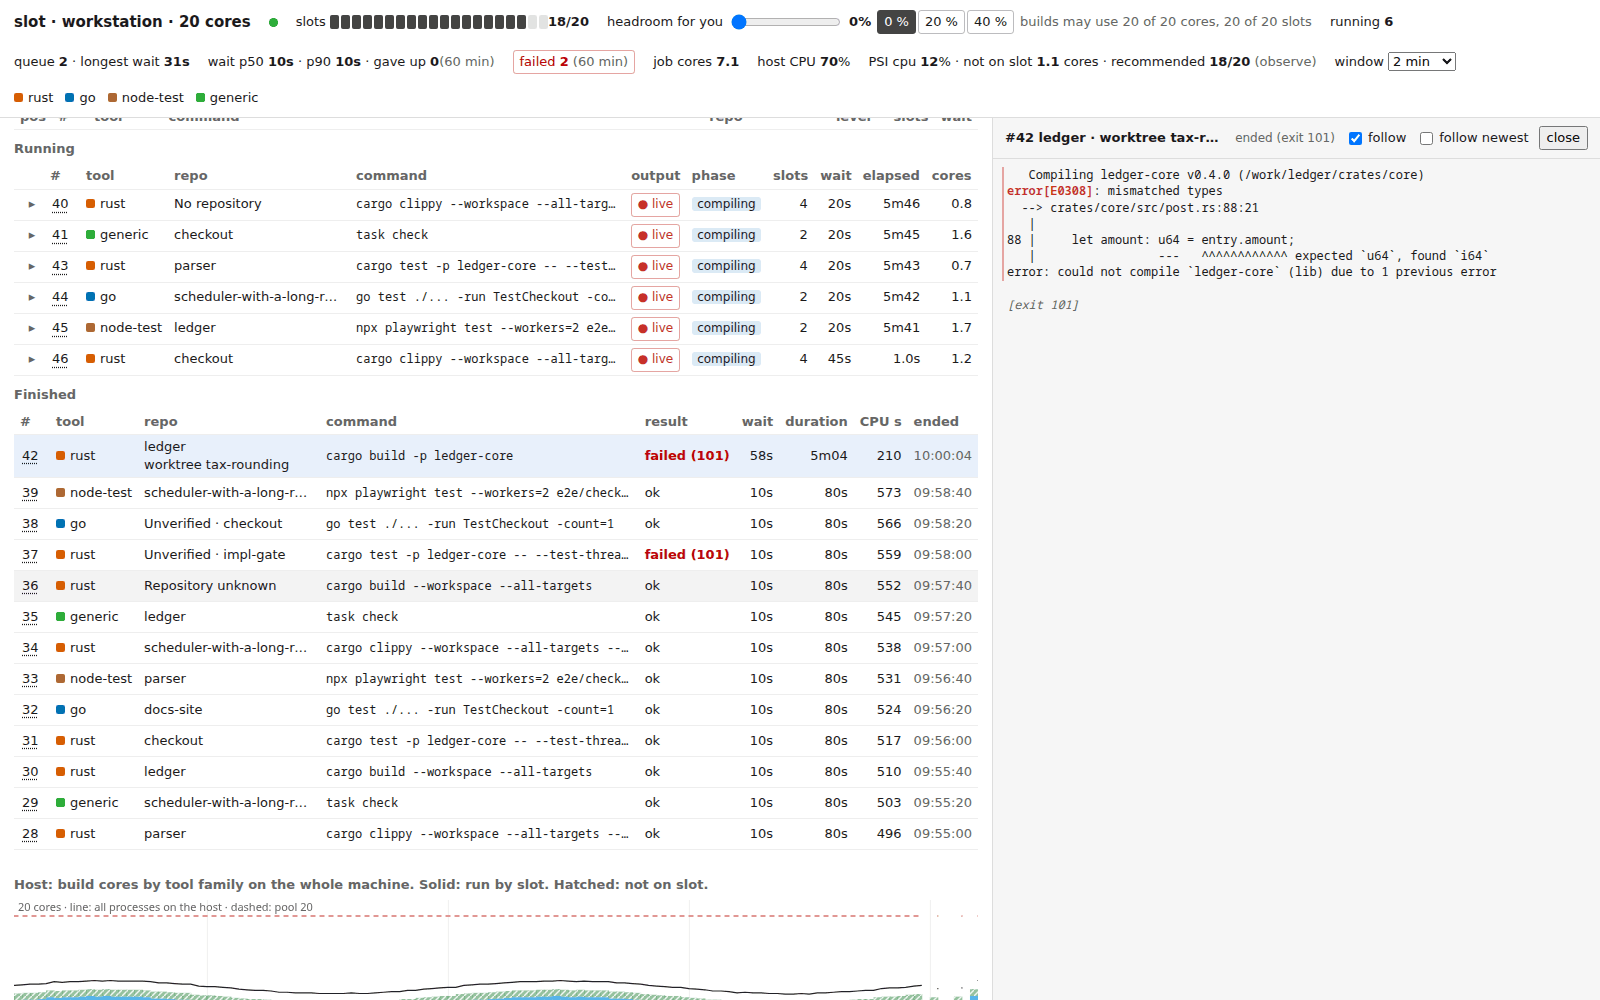 slot · workstation · 20 cores slots 18/20 headroom for you 0% 0 % 20 % 40 % builds may use 20 of 20 cores, 20 of 20 slots running 6
queue 2 · longest wait 31s wait p50 10s · p90 10s · gave up 0(60 min) failed 2 (60 min) job cores 7.1 host CPU 70% PSI cpu 12% · not on slot 1.1 cores · recommended 18/20 (observe) window 2 min
rust go node-test generic
pos # tool command repo level slots wait
Running
# tool repo command output phase slots wait elapsed cores
▸ 40 rust No repository cargo clippy --workspace --all-targ… ● live compiling 4 20s 5m46 0.8
▸ 41 generic checkout task check ● live compiling 2 20s 5m45 1.6
▸ 43 rust parser cargo test -p ledger-core -- --test… ● live compiling 4 20s 5m43 0.7
▸ 44 go scheduler-with-a-long-r… go test ./... -run TestCheckout -co… ● live compiling 2 20s 5m42 1.1
▸ 45 node-test ledger npx playwright test --workers=2 e2e… ● live compiling 2 20s 5m41 1.7
▸ 46 rust checkout cargo clippy --workspace --all-targ… ● live compiling 4 45s 1.0s 1.2
Finished
# tool repo command result wait duration CPU s ended
42 rust ledger worktree tax-rounding cargo build -p ledger-core failed (101) 58s 5m04 210 10:00:04
39 node-test scheduler-with-a-long-r… npx playwright test --workers=2 e2e/check… ok 10s 80s 573 09:58:40
38 go Unverified · checkout go test ./... -run TestCheckout -count=1 ok 10s 80s 566 09:58:20
37 rust Unverified · impl-gate cargo test -p ledger-core -- --test-threa… failed (101) 10s 80s 559 09:58:00
36 rust Repository unknown cargo build --workspace --all-targets ok 10s 80s 552 09:57:40
35 generic ledger task check ok 10s 80s 545 09:57:20
34 rust scheduler-with-a-long-r… cargo clippy --workspace --all-targets --… ok 10s 80s 538 09:57:00
33 node-test parser npx playwright test --workers=2 e2e/check… ok 10s 80s 531 09:56:40
32 go docs-site go test ./... -run TestCheckout -count=1 ok 10s 80s 524 09:56:20
31 rust checkout cargo test -p ledger-core -- --test-threa… ok 10s 80s 517 09:56:00
30 rust ledger cargo build --workspace --all-targets ok 10s 80s 510 09:55:40
29 generic scheduler-with-a-long-r… task check ok 10s 80s 503 09:55:20
28 rust parser cargo clippy --workspace --all-targets --… ok 10s 80s 496 09:55:00
Host: build cores by tool family on the whole machine. Solid: run by slot. Hatched: not on slot.
20 cores · line: all processes on the host · dashed: pool 20
#42 ledger · worktree tax-r… ended (exit 101) follow follow newest close
Compiling ledger-core v0.4.0 (/work/ledger/crates/core)
error[E0308]: mismatched types
--> crates/core/src/post.rs:88:21
|
88 | let amount: u64 = entry.amount;
| --- ^^^^^^^^^^^^ expected `u64`, found `i64`
error: could not compile `ledger-core` (lib) due to 1 previous error
[exit 101]